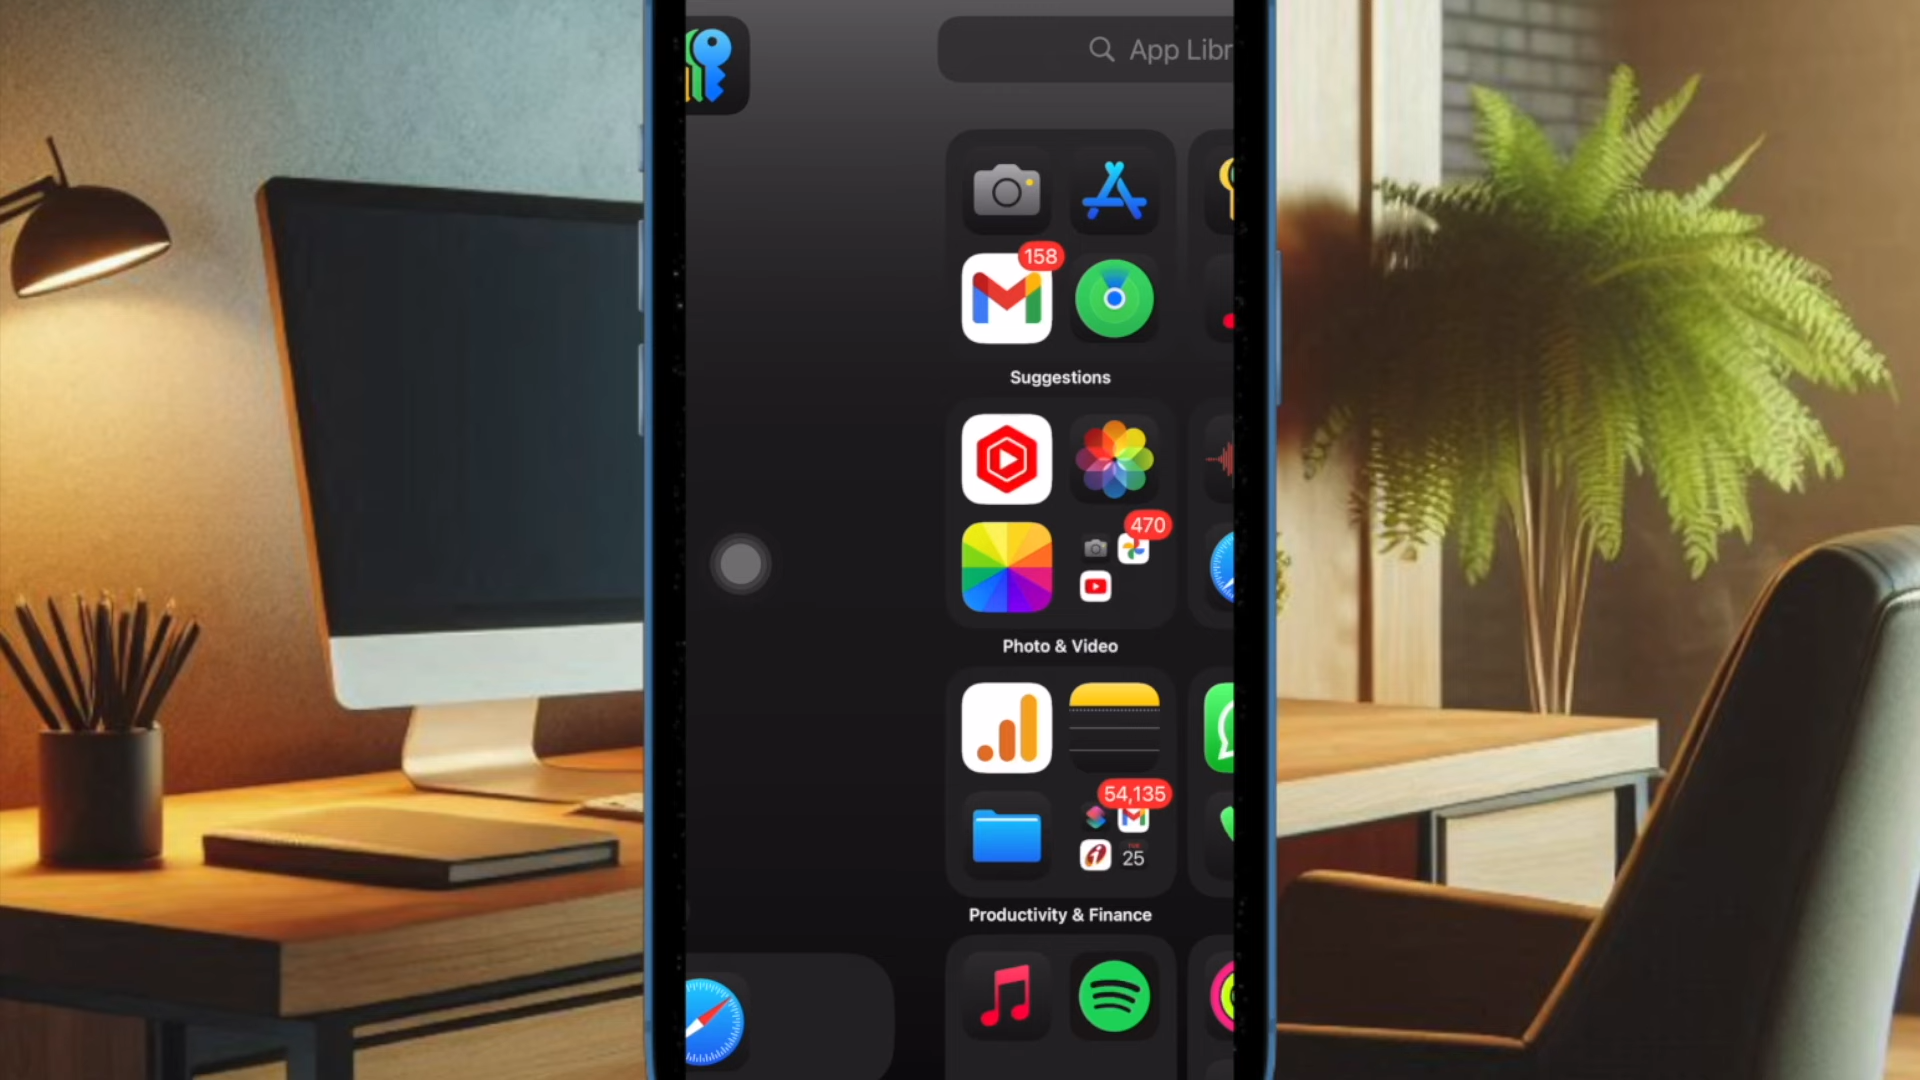 App Libr
158
Suggestions
470
Photo & Video
54,135
25
Productivity & Finance